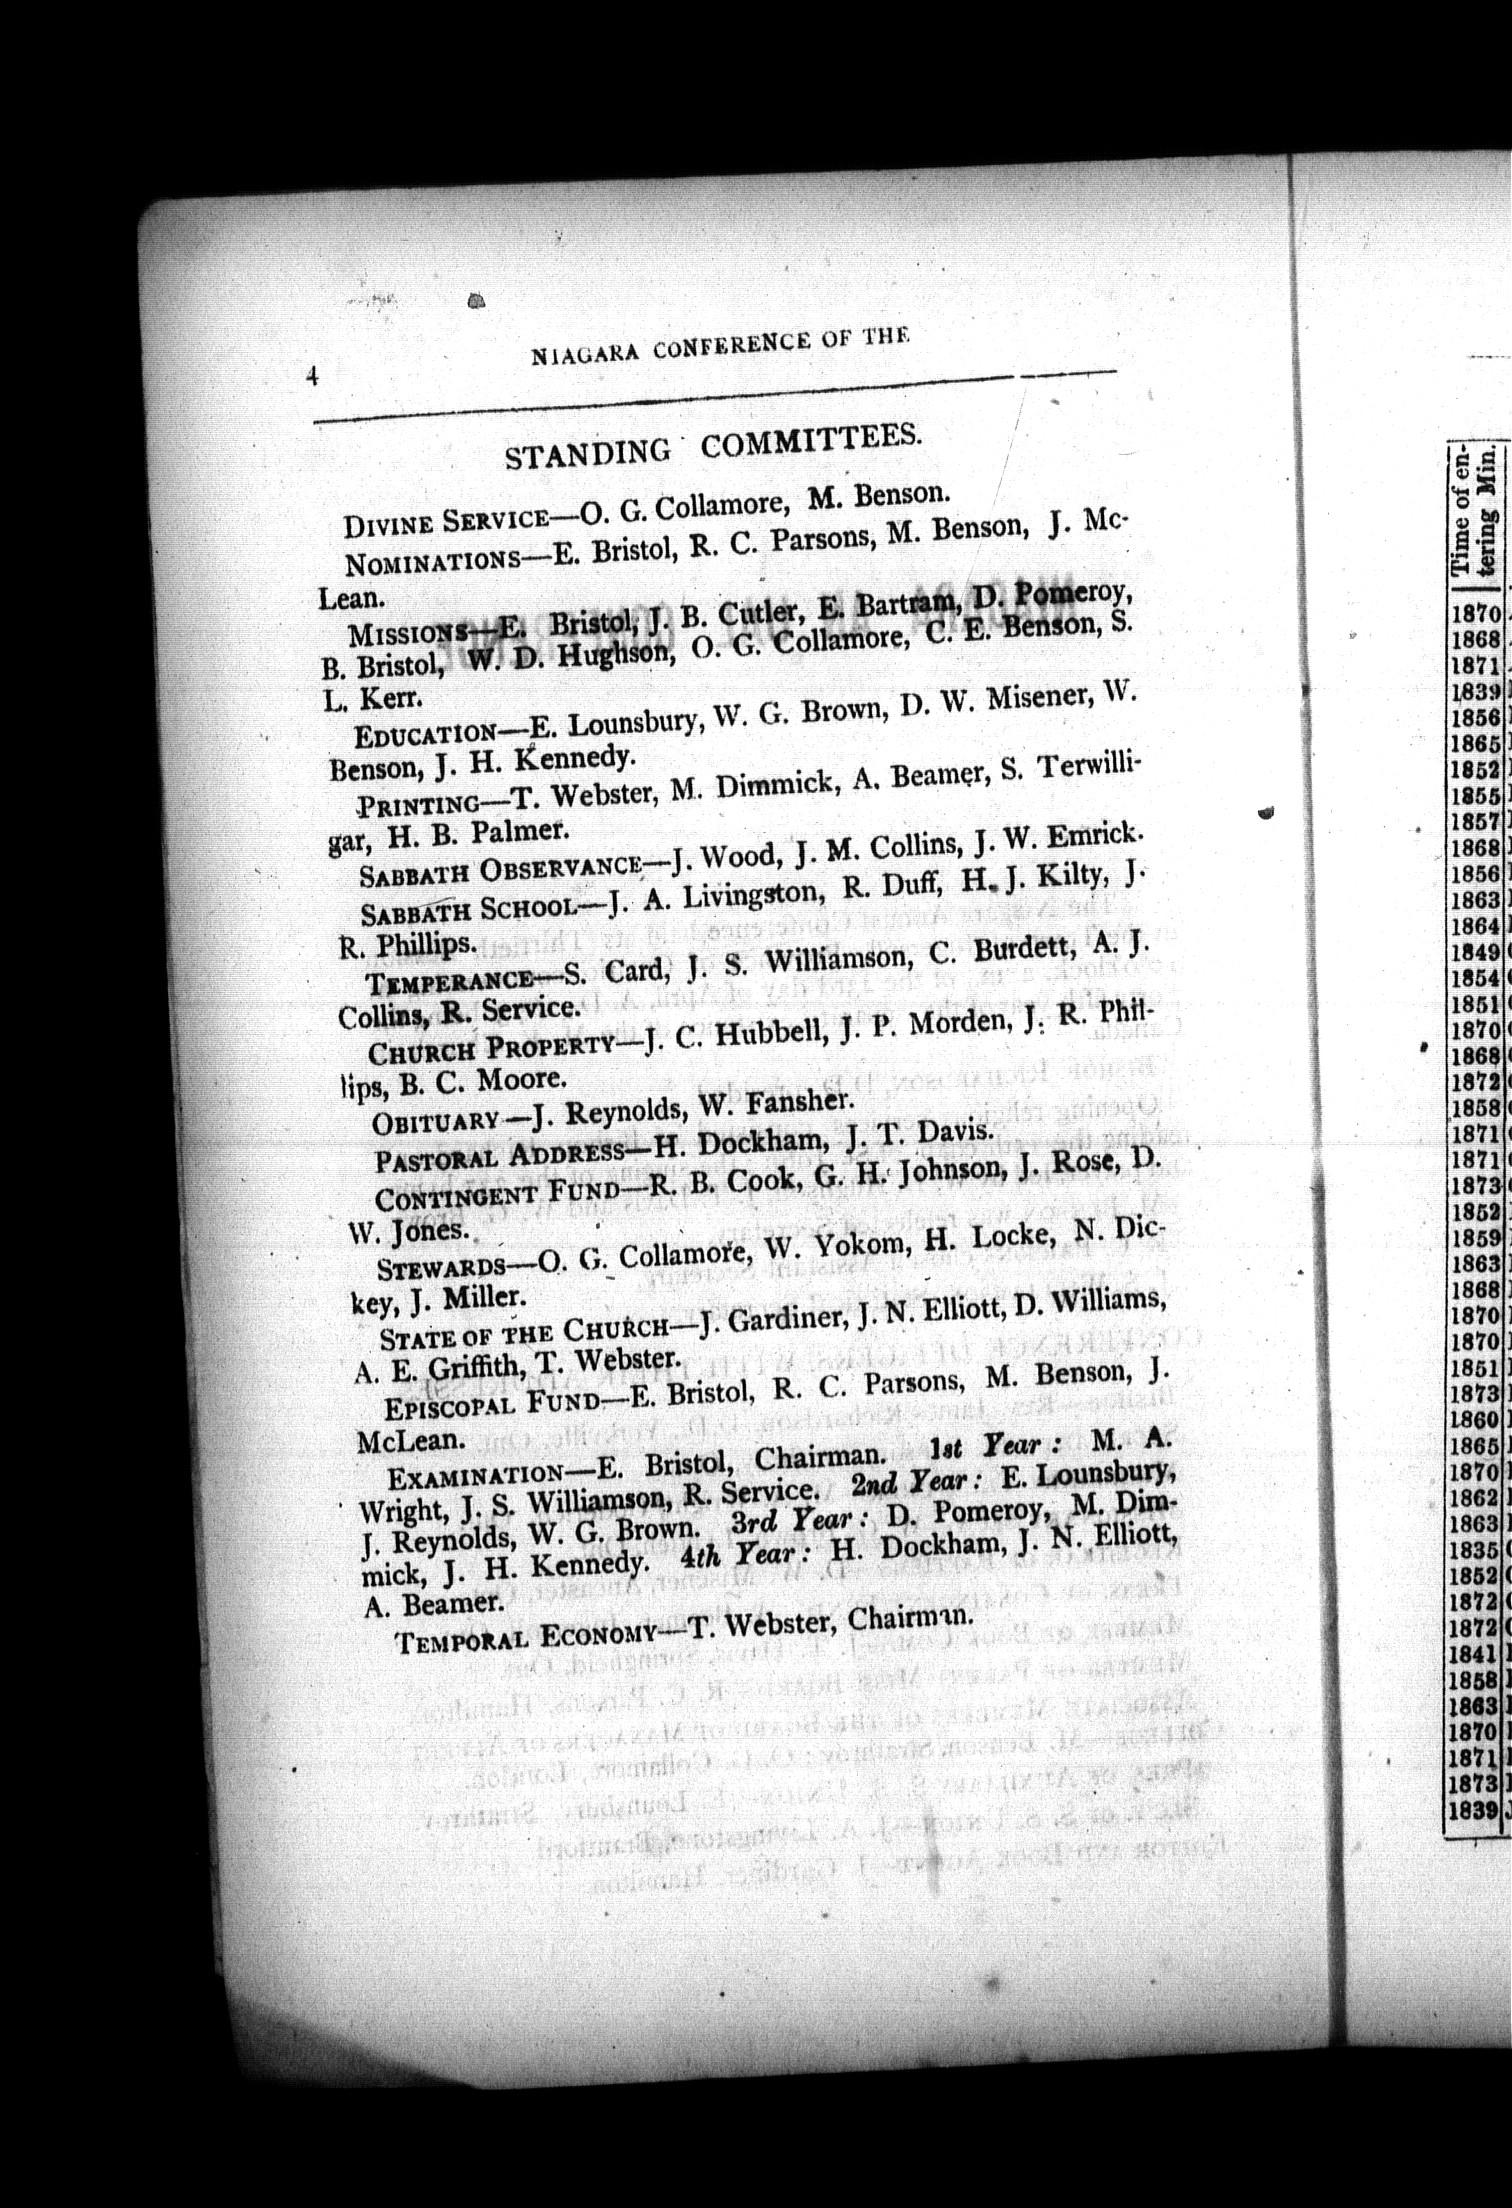 4
NIAGARA CONFERENCE OF THE
STANDING COMMITTEES.
DIVINE SERVICE—O. G. Collamore, M. Benson.
NOMINATIONS—E. Bristol, R. C. Parsons, M. Benson, J. Mc-
Lean.
MISSIONS—E. Bristol, J. B. Cutler, E. Bartram, D. Pomeroy,
B. Bristol, W. D. Hughson, O. G. Collamore, C. E. Benson, S.
L. Kerr.
EDUCATION—E. Lounsbury, W. G. Brown, D. W. Misener, W.
Benson, J. H. Kennedy.
PRINTING—T. Webster, M. Dimmick, A. Beamer, S. Terwilli-
gar, H. B. Palmer.
SABBATH OBSERVANCE—J. Wood, J. M. Collins, J. W. Emrick.
SABBATH SCHOOL—J. A. Livingston, R. Duff, H. J. Kilty, J.
R. Phillips.
TEMPERANCE—S. Card, J. S. Williamson, C. Burdett, A. J.
Collins, R. Service.
CHURCH PROPERTY—J. C. Hubbell, J. P. Morden, J. R. Phil-
lips, B. C. Moore.
OBITUARY—J. Reynolds, W. Fansher.
PASTORAL ADDRESS—H. Dockham, J. T. Davis.
CONTINGENT FUND—R. B. Cook, G. H. Johnson, J. Rose, D.
W. Jones.
STEWARDS—O. G. Collamore, W. Yokom, H. Locke, N. Dic-
key, J. Miller.
STATE OF THE CHURCH—J. Gardiner, J. N. Elliott, D. Williams,
A. E. Griffith, T. Webster.
EPISCOPAL FUND—E. Bristol, R. C. Parsons, M. Benson, J.
McLean.
EXAMINATION—E. Bristol, Chairman. 1st Year: M. A.
Wright, J. S. Williamson, R. Service. 2nd Year: E. Lounsbury,
J. Reynolds, W. G. Brown. 3rd Year: D. Pomeroy, M. Dim-
mick, J. H. Kennedy. 4th Year: H. Dockham, J. N. Elliott,
A. Beamer.
TEMPORAL ECONOMY—T. Webster, Chairman.
Time of en-
tering Min.
1870
1868
1871
1839
1856
1865
1852
1855
1857
1868
1856
1863
1864
1849
1854
1851
1870
1868
1872
1858
1871
1871
1873
1852
1859
1863
1868
1870
1870
1851
1873
1860
1865
1870
1862
1863
1835
1852
1872
1872
1841
1858
1863
1870
1871
1873
1839